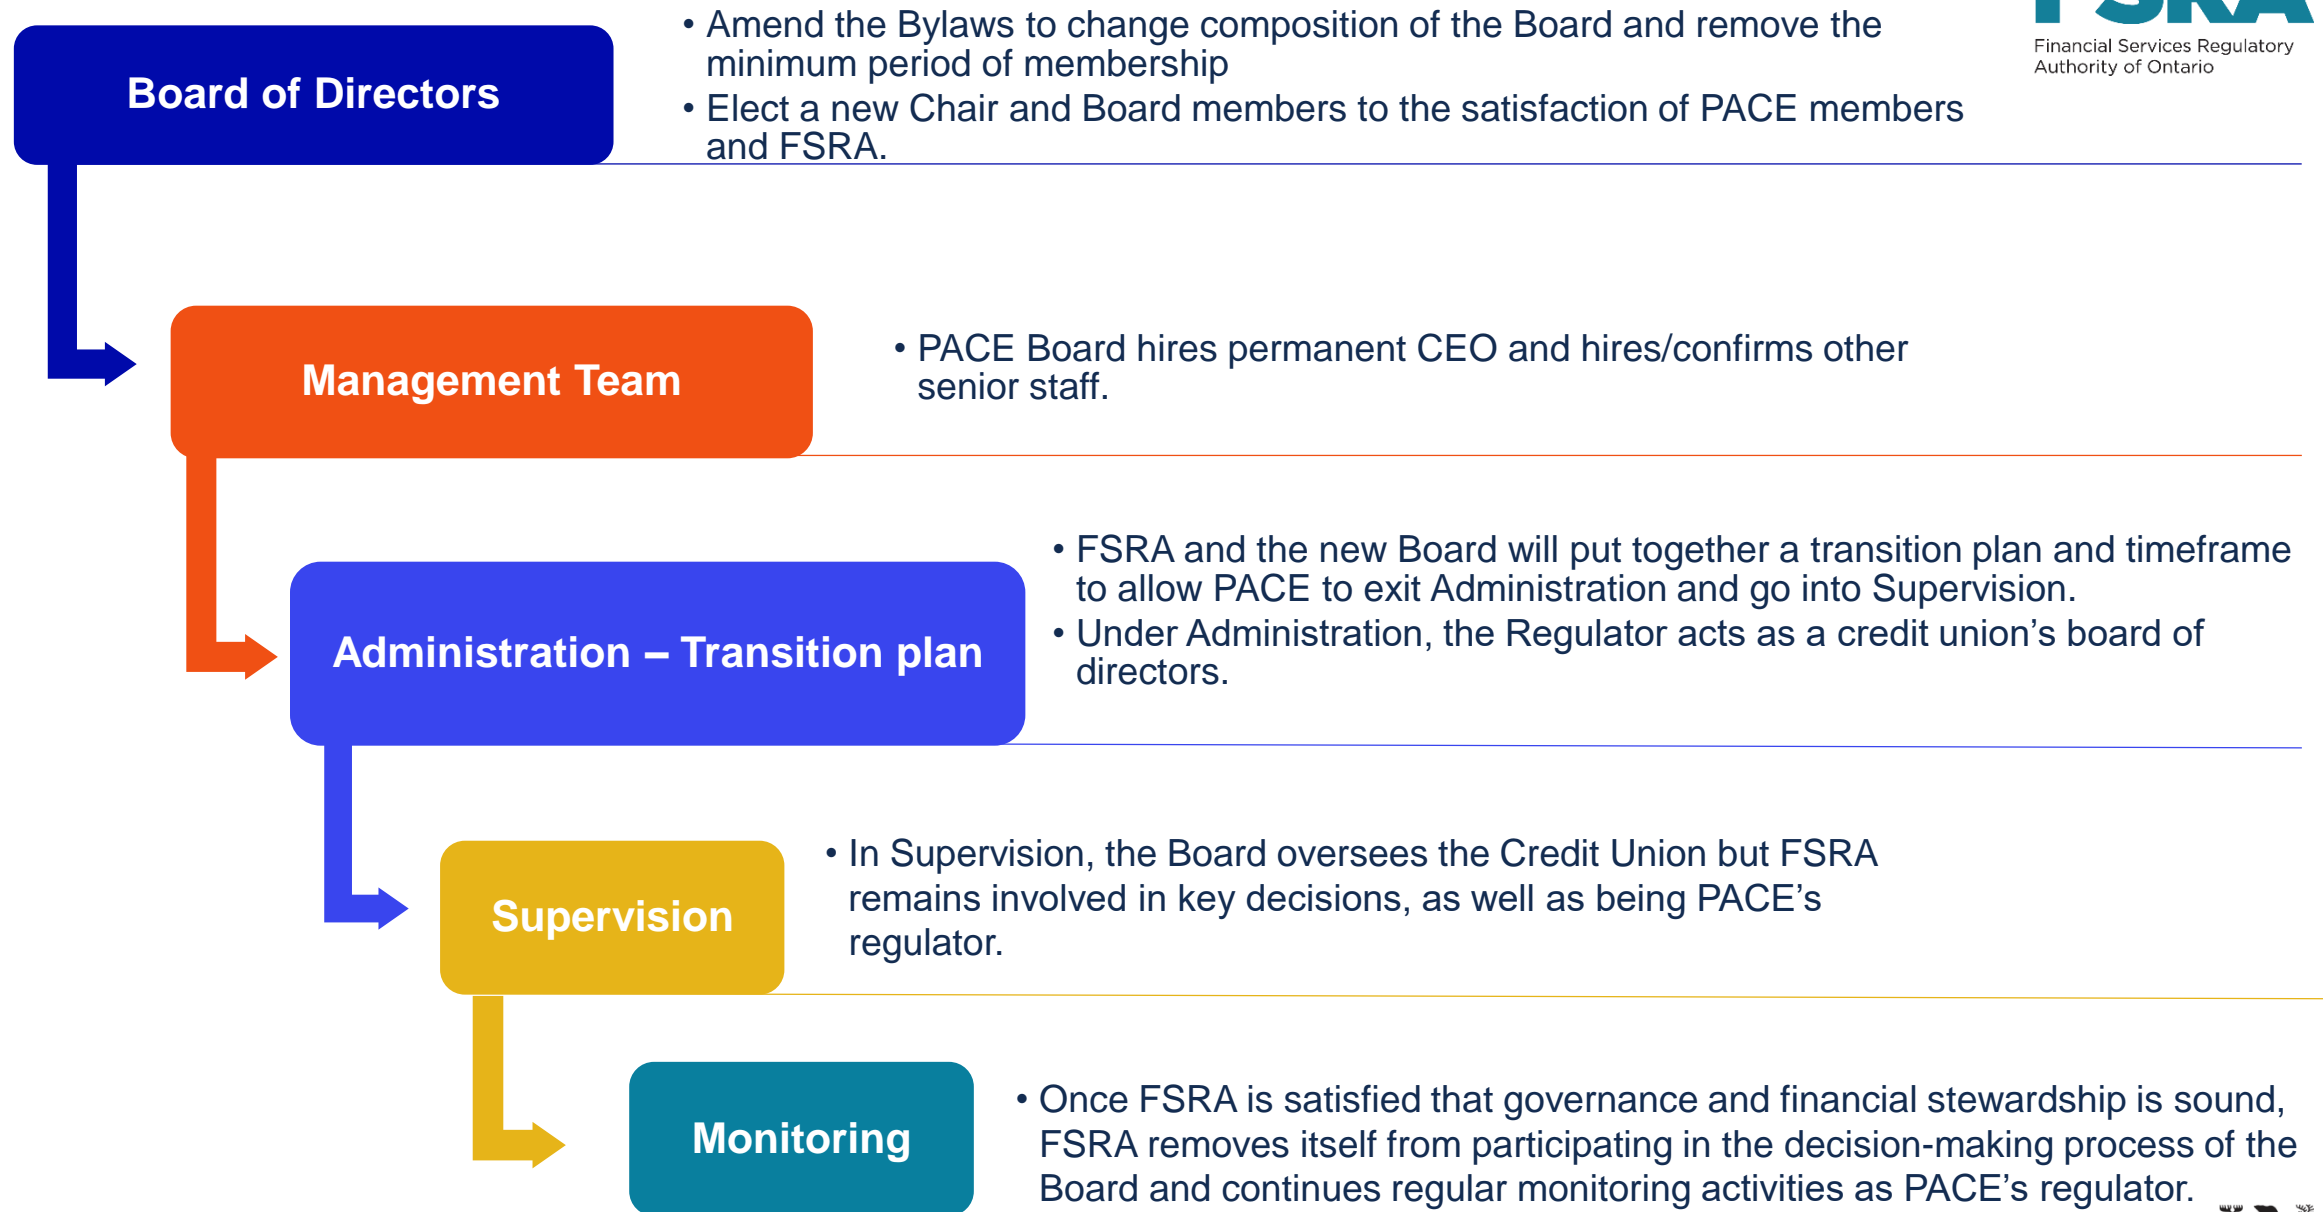 FSRA
Financial Services Regulatory
Authority of Ontario
Board of Directors
• Amend the Bylaws to change composition of the Board and remove the
minimum period of membership
• Elect a new Chair and Board members to the satisfaction of PACE members
and FSRA.
Management Team
• PACE Board hires permanent CEO and hires/confirms other
senior staff.
Administration – Transition plan
• FSRA and the new Board will put together a transition plan and timeframe
to allow PACE to exit Administration and go into Supervision.
• Under Administration, the Regulator acts as a credit union’s board of
directors.
Supervision
• In Supervision, the Board oversees the Credit Union but FSRA
remains involved in key decisions, as well as being PACE’s
regulator.
Monitoring
• Once FSRA is satisfied that governance and financial stewardship is sound,
FSRA removes itself from participating in the decision-making process of the
Board and continues regular monitoring activities as PACE’s regulator.